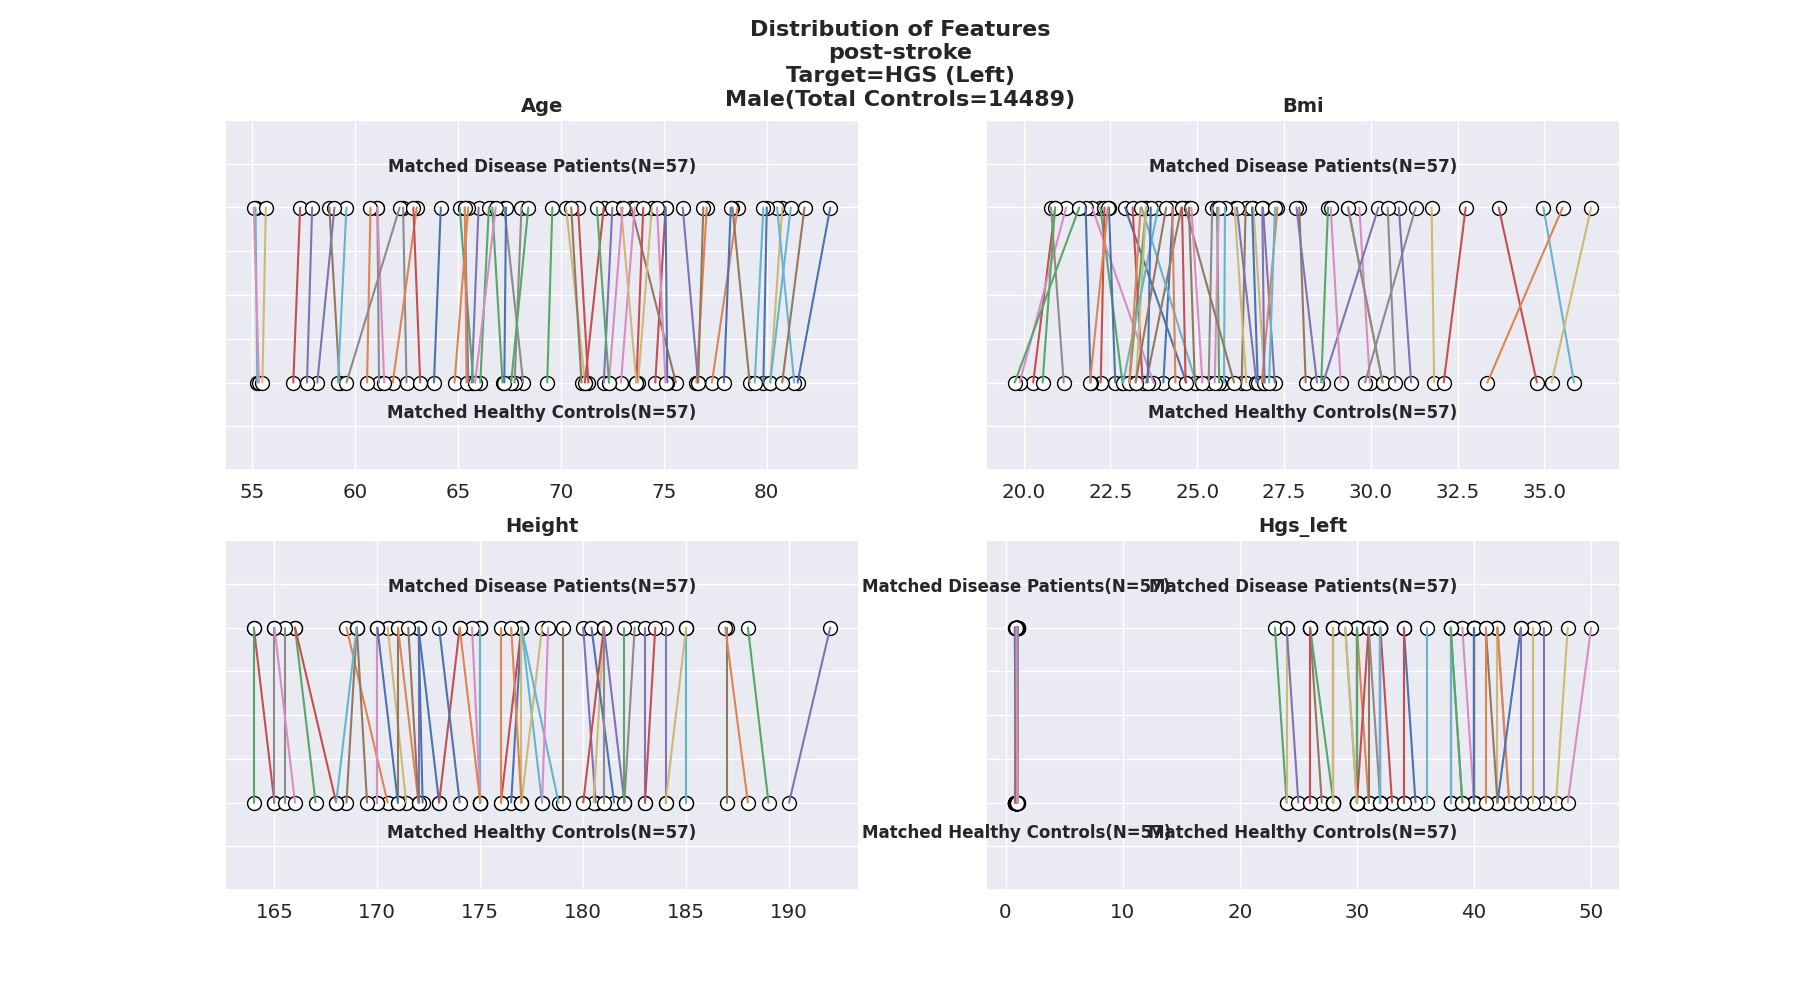 Distribution of Features
post-stroke
Target=HGS (Left)
Male(Total Controls=14489)
Age
Matched Disease Patients(N=57)
Matched Healthy Controls(N=57)
55 60 65 70 75 80
Bmi
Matched Disease Patients(N=57)
Matched Healthy Controls(N=57)
20.0 22.5 25.0 27.5 30.0 32.5 35.0
Height
Matched Disease Patients(N=57)
Matched Healthy Controls(N=57)
165 170 175 180 185 190
Hgs_left
Matched Disease Patients(N=57) Matched Disease Patients(N=57)
Matched Healthy Controls(N=57) Matched Healthy Controls(N=57)
0 10 20 30 40 50